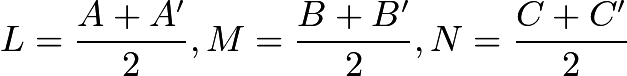 L = \frac{A + A'}{2}, M = \frac{B + B'}{2}, N = \frac{C + C'}{2}